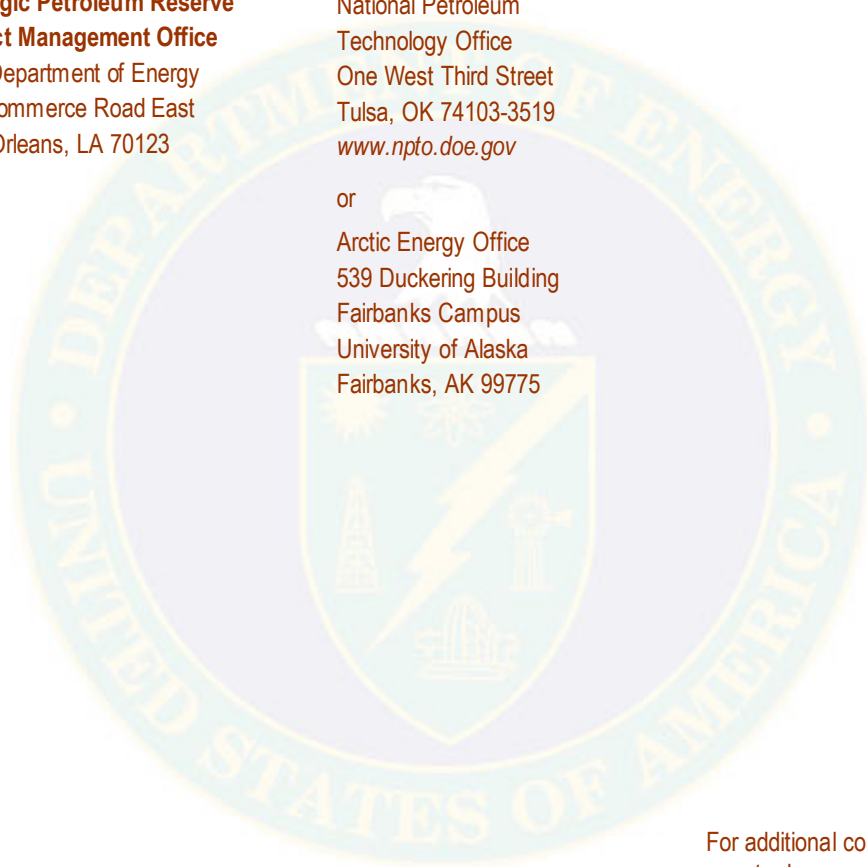 gic Petroleum Reserve
ct Management Office
Department of Energy
ommerce Road East
Orleans, LA 70123
National Petroleum
Technology Office
One West Third Street
Tulsa, OK 74103-3519
www.npto.doe.gov
or
Arctic Energy Office
539 Duckering Building
Fairbanks Campus
University of Alaska
Fairbanks, AK 99775
DEPARTMENT OF ENERGY
UNITED STATES OF AMERICA
For additional co